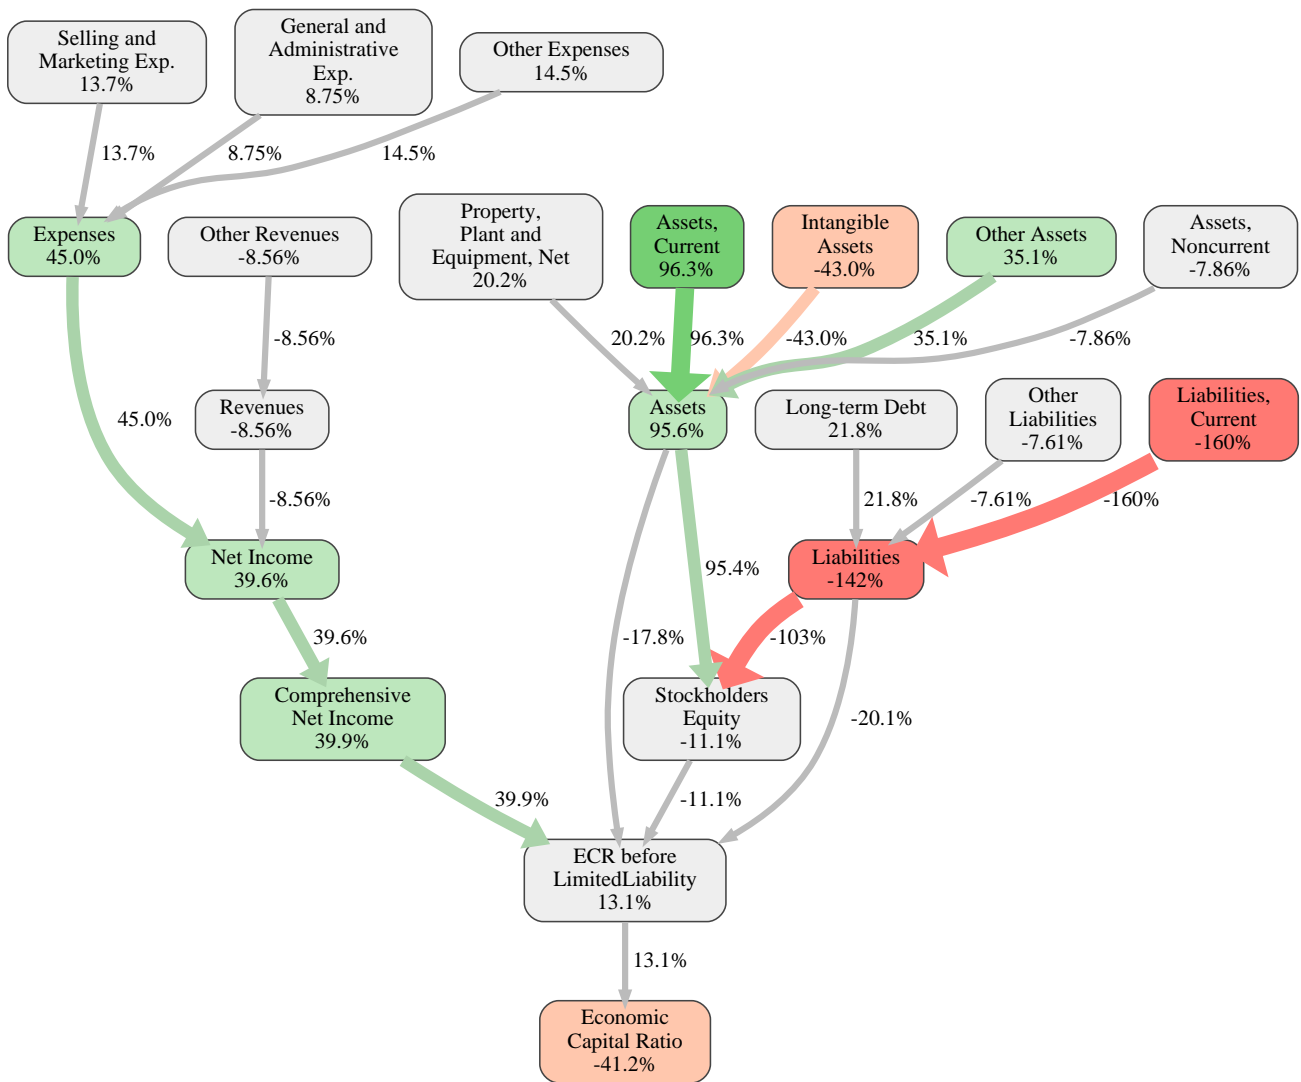 Selling and
Marketing Exp.
13.7%
General and
Administrative
Exp.
8.75%
Other Expenses
14.5%
13.7%
8.75%
14.5%
Expenses
45.0%
Other Revenues
-8.56%
Property,
Plant and
Equipment, Net
20.2%
Assets,
Current
96.3%
Intangible
Assets
-43.0%
Other Assets
35.1%
Assets,
Noncurrent
-7.86%
-8.56%
20.2%
96.3%
-43.0%
35.1%
-7.86%
45.0%
Revenues
-8.56%
Assets
95.6%
Long-term Debt
21.8%
Other
Liabilities
-7.61%
Liabilities,
Current
-160%
-8.56%
21.8%
-7.61%
-160%
Net Income
39.6%
95.4%
Liabilities
-142%
39.6%
-17.8%
-103%
Comprehensive
Net Income
39.9%
Stockholders
Equity
-11.1%
-20.1%
39.9%
-11.1%
ECR before
LimitedLiability
13.1%
13.1%
Economic
Capital Ratio
-41.2%